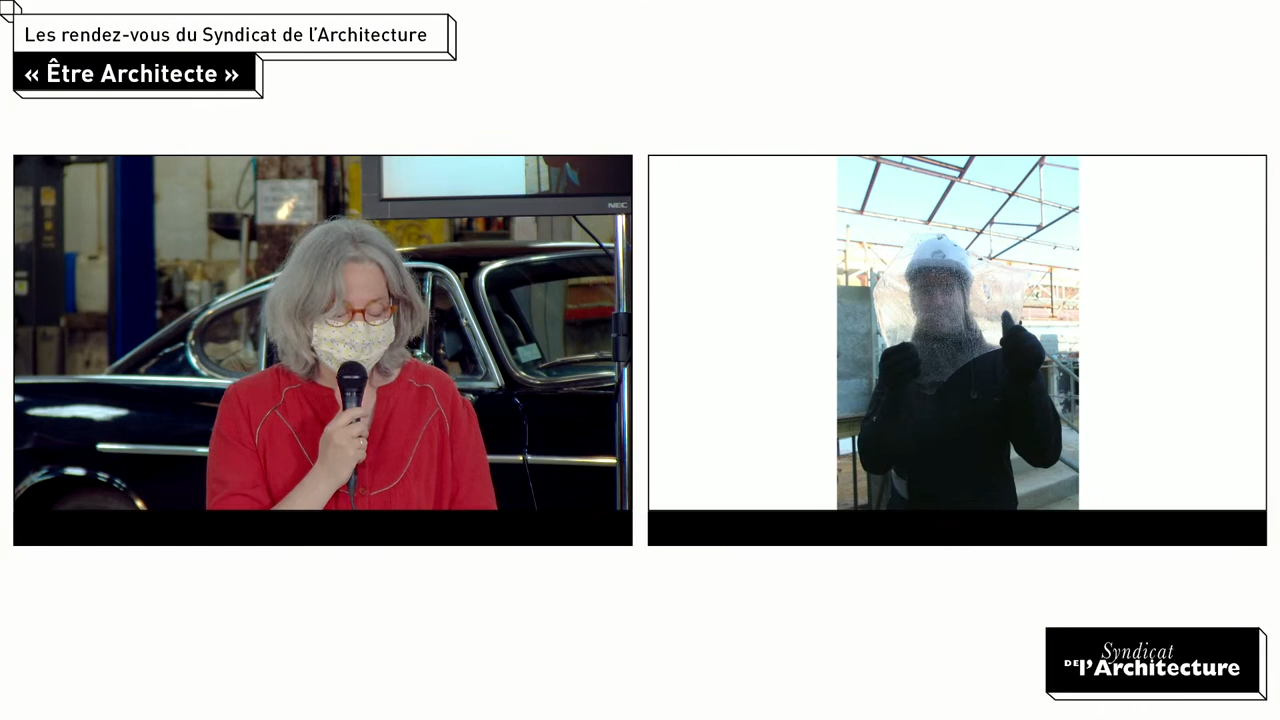 Les rendez-vous du Syndicat de l'Architecture
« Être Architecte »
NEC
Syndicat
DE l'Architecture